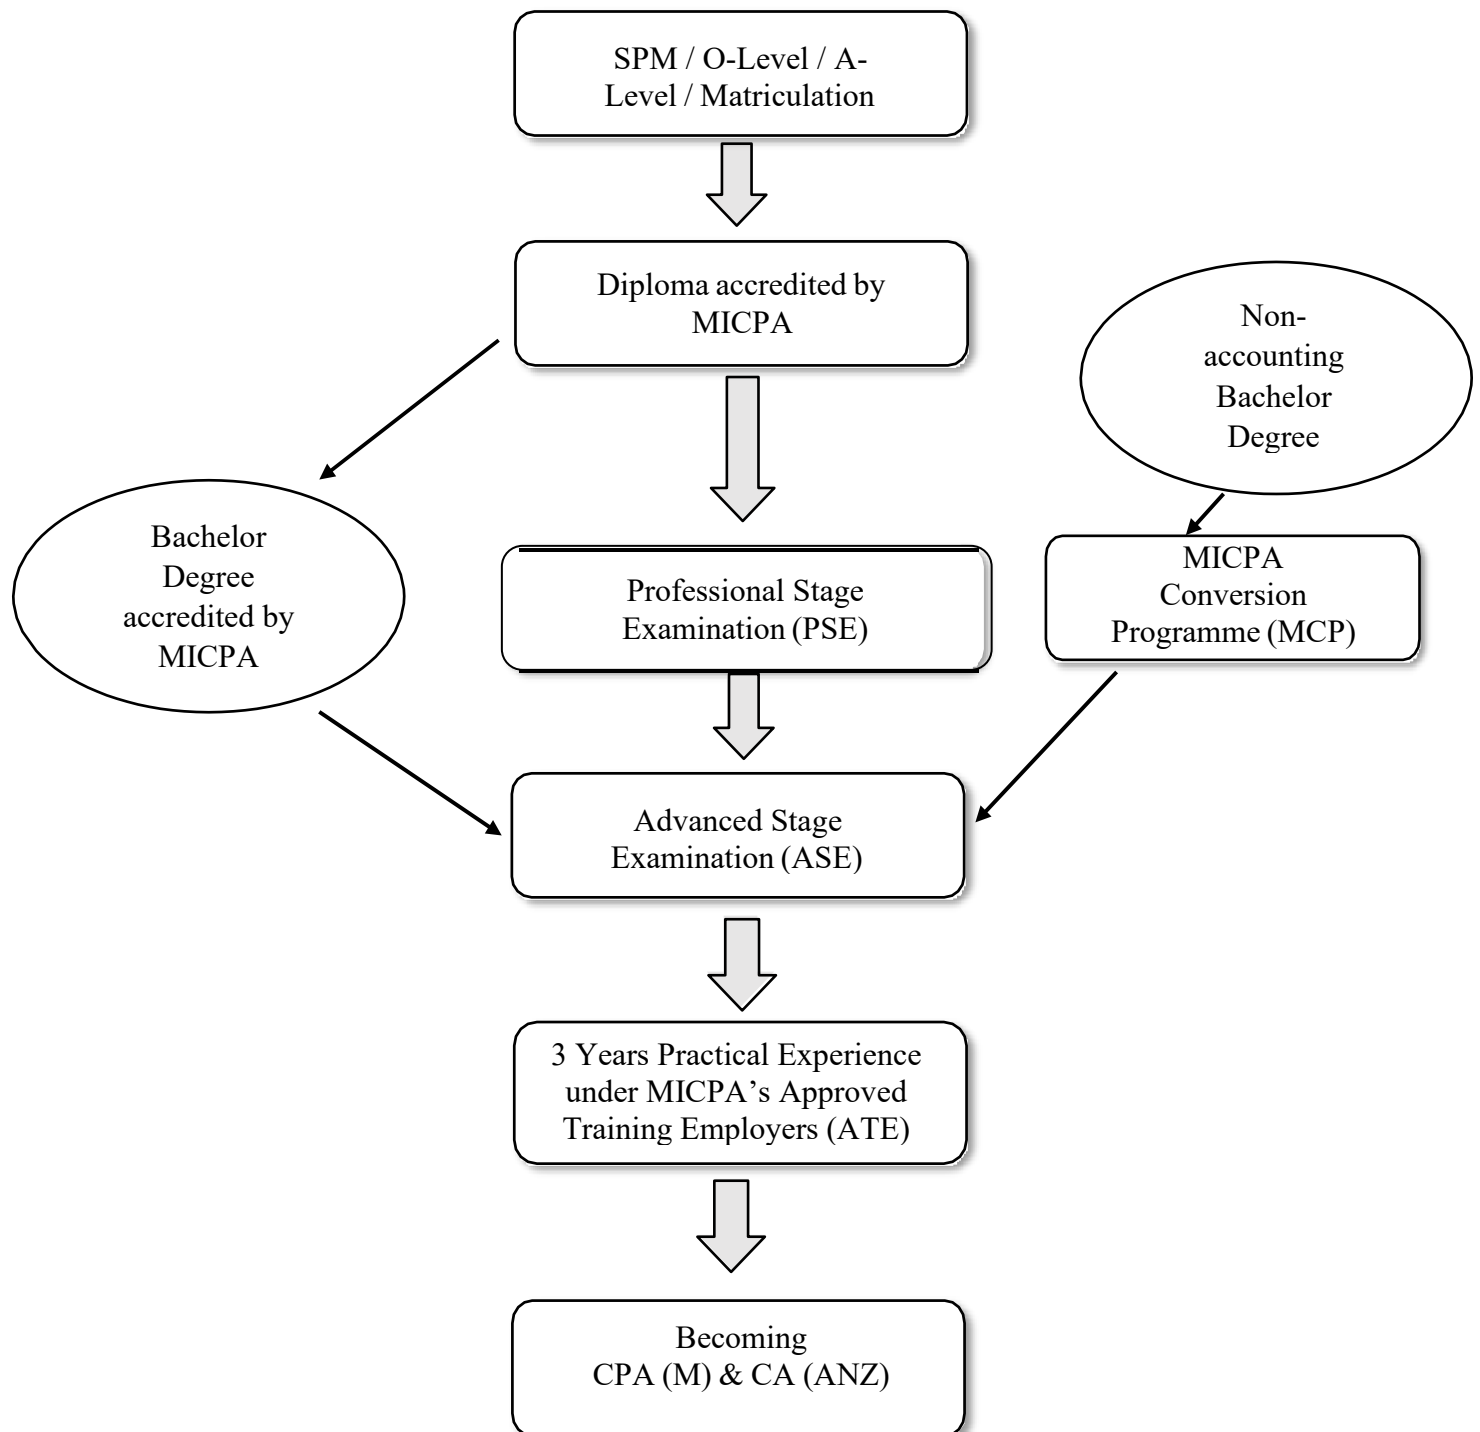 SPM / O-Level / A-
Level / Matriculation
Diploma accredited by
MICPA
Non-
accounting
Bachelor
Degree
Bachelor
Degree
accredited by
MICPA
Professional Stage
Examination (PSE)
MICPA
Conversion
Programme (MCP)
Advanced Stage
Examination (ASE)
3 Years Practical Experience
under MICPA’s Approved
Training Employers (ATE)
Becoming
CPA (M) & CA (ANZ)